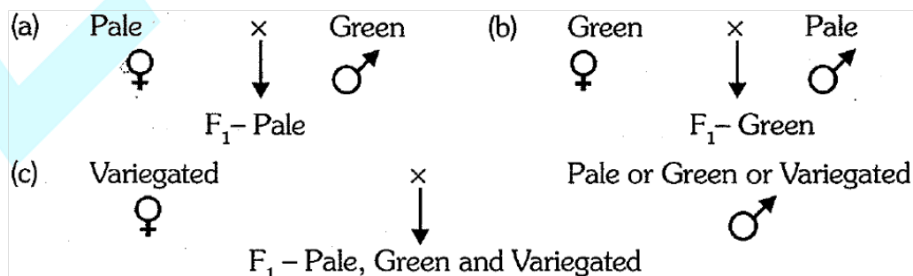 (a) Pale × Green (b) Green × Pale
♀ ♂ ♀ ♂
F₁– Pale F₁– Green
(c) Variegated × Pale or Green or Variegated
♀ ♂
F₁ – Pale, Green and Variegated